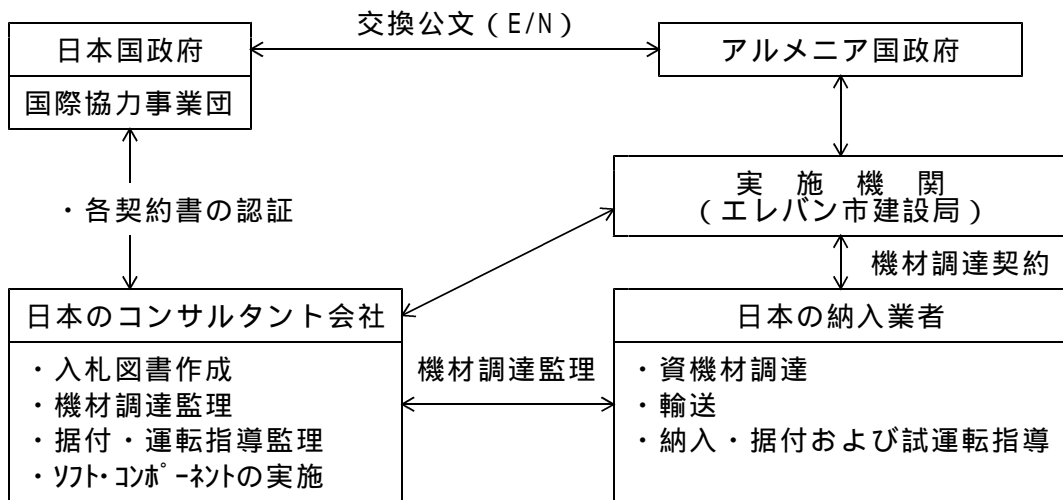 交換公文（E/N）
日本国政府
アルメニア国政府
国際協力事業団
実　施　機　関
（エレバン市建設局）
・各契約書の認証
機材調達契約
日本のコンサルタント会社
・入札図書作成
・機材調達監理
・据付・運転指導監理
・ｿﾌﾄ･ｺﾝﾎﾟｰﾈﾝﾄの実施
機材調達監理
日本の納入業者
・資機材調達
・輸送
・納入・据付および試運転指導